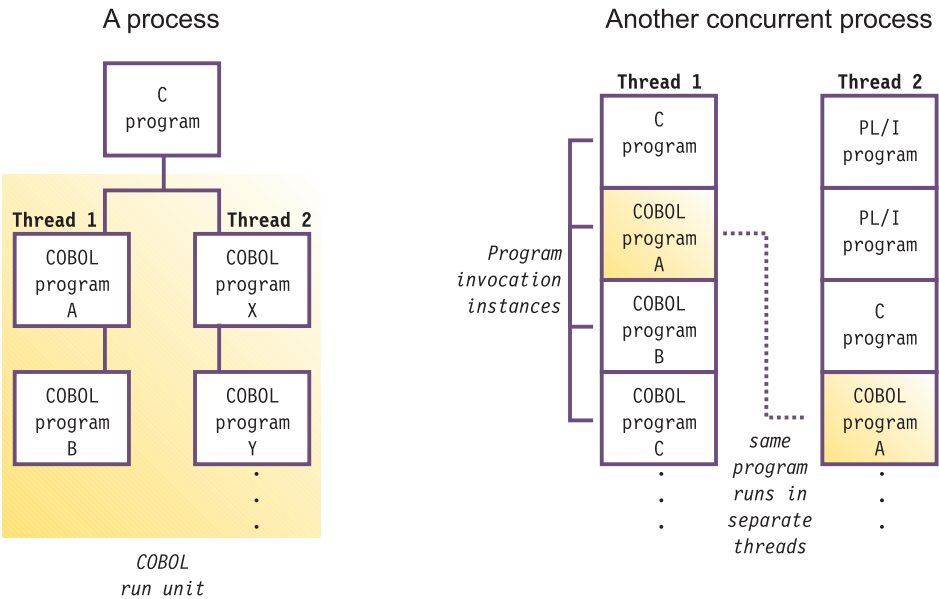 A process
C
program
Thread 1
Thread 2
COBOL
program
A
COBOL
program
X
COBOL
program
B
COBOL
program
Y
COBOL
run unit
Another concurrent process
Thread 1
Thread 2
C
program
COBOL
program
A
COBOL
program
B
COBOL
program
C
Program
invocation
instances
PL/I
program
PL/I
program
C
program
COBOL
program
A
same
program
runs in
separate
threads